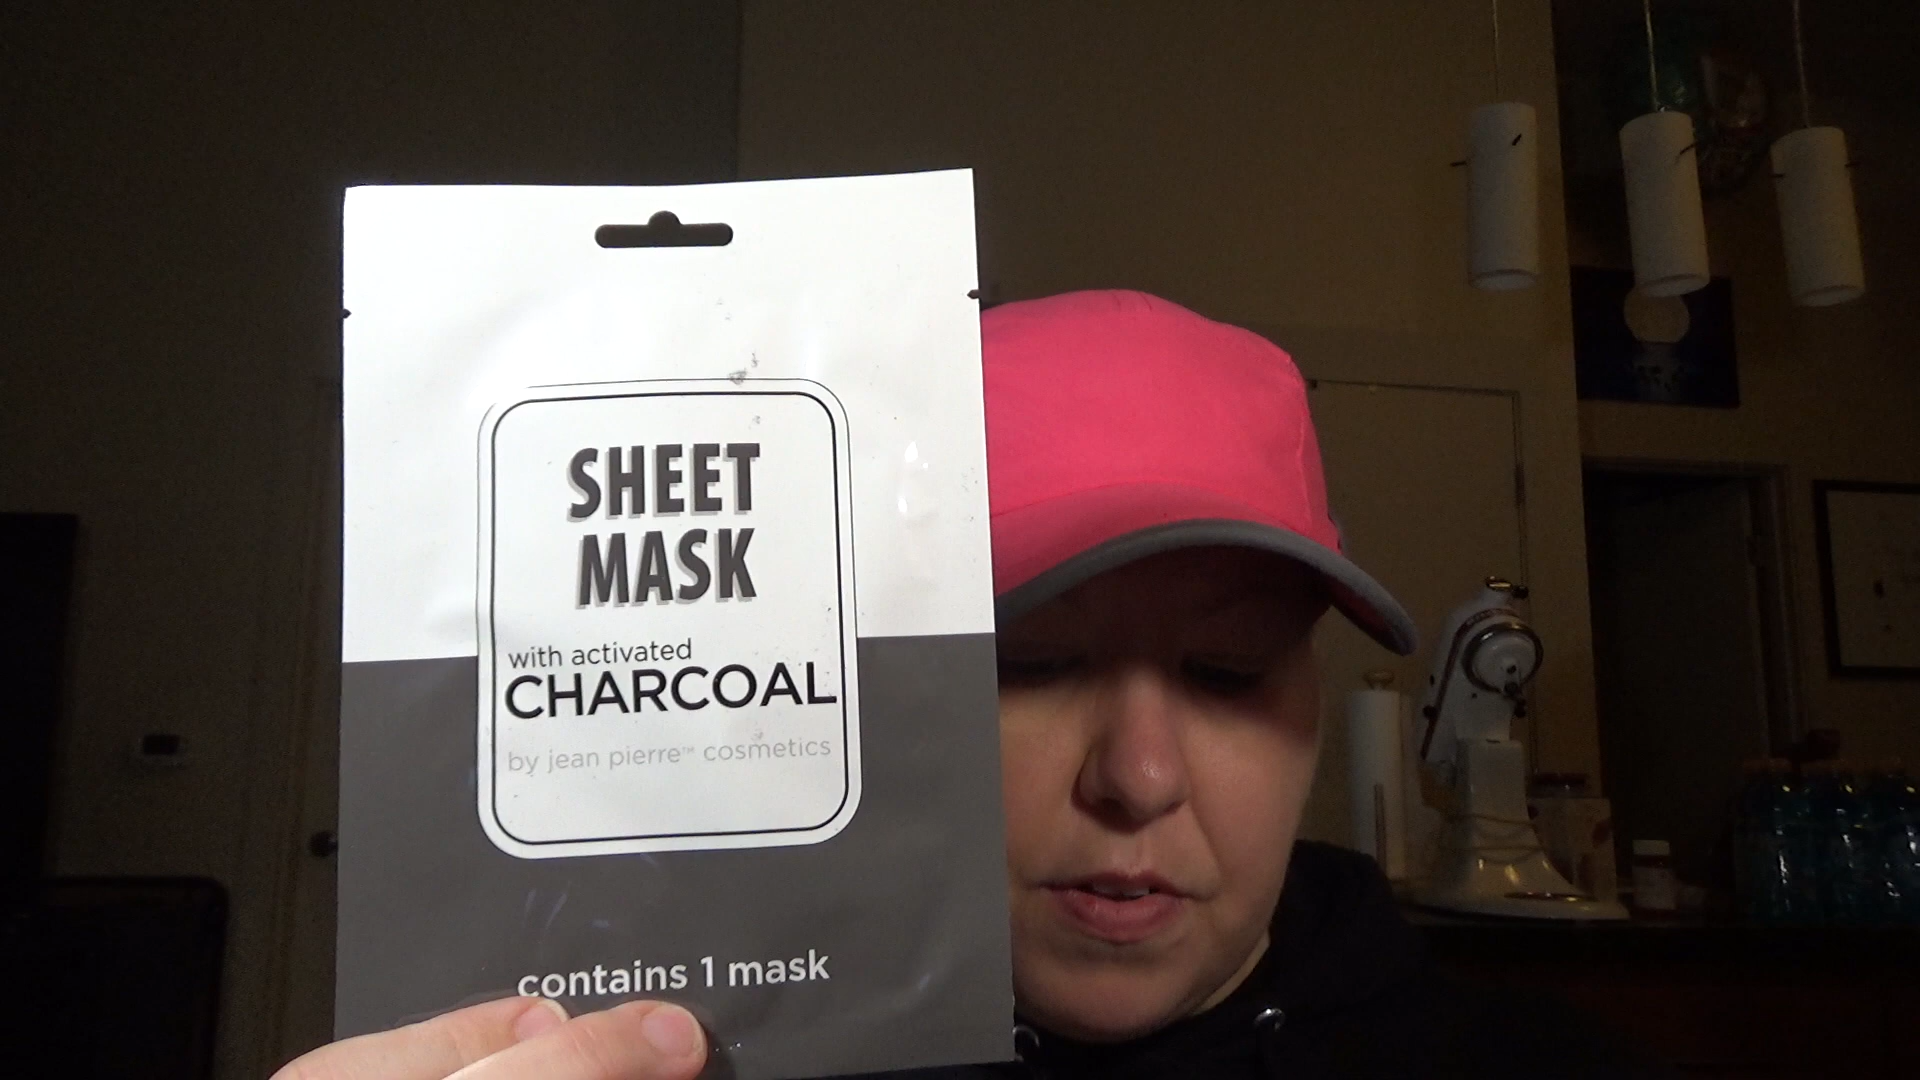 SHEET
MASK
with activated
CHARCOAL
by jean pierre™ cosmetics
contains 1 mask